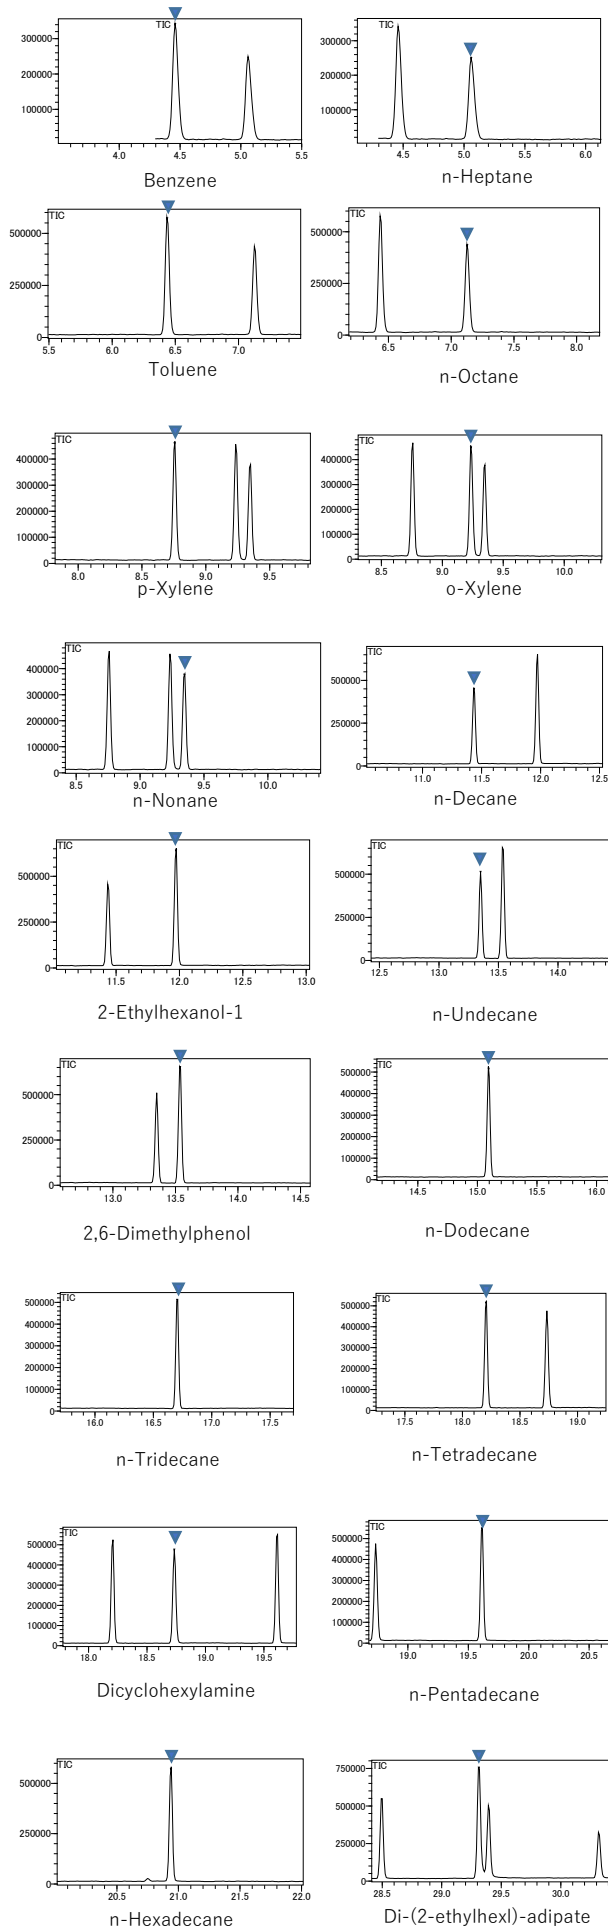 TIC
300000
200000
100000
4.0 4.5 5.0 5.5
Benzene
TIC
300000
200000
100000
4.5 5.0 5.5 6.0
n-Heptane
TIC
500000
250000
0
5.5 6.0 6.5 7.0
Toluene
TIC
500000
250000
0
6.5 7.0 7.5 8.0
n-Octane
TIC
400000
300000
200000
100000
0
8.0 8.5 9.0 9.5
p-Xylene
TIC
400000
300000
200000
100000
0
8.5 9.0 9.5 10.0
o-Xylene
TIC
400000
300000
200000
100000
0
8.5 9.0 9.5 10.0
n-Nonane
TIC
500000
250000
0
11.0 11.5 12.0 12.5
n-Decane
TIC
500000
250000
0
11.5 12.0 12.5 13.0
2-Ethylhexanol-1
TIC
500000
250000
0
12.5 13.0 13.5 14.0
n-Undecane
TIC
500000
250000
0
13.0 13.5 14.0 14.5
2,6-Dimethylphenol
TIC
500000
400000
300000
200000
100000
0
14.5 15.0 15.5 16.0
n-Dodecane
TIC
500000
400000
300000
200000
100000
0
16.0 16.5 17.0 17.5
n-Tridecane
TIC
500000
400000
300000
200000
100000
0
17.5 18.0 18.5 19.0
n-Tetradecane
TIC
500000
400000
300000
200000
100000
0
18.0 18.5 19.0 19.5
Dicyclohexylamine
TIC
500000
400000
300000
200000
100000
0
19.0 19.5 20.0 20.5
n-Pentadecane
TIC
500000
250000
0
20.5 21.0 21.5 22.0
n-Hexadecane
TIC
750000
500000
250000
0
28.5 29.0 29.5 30.0
Di-(2-ethylhexl)-adipate